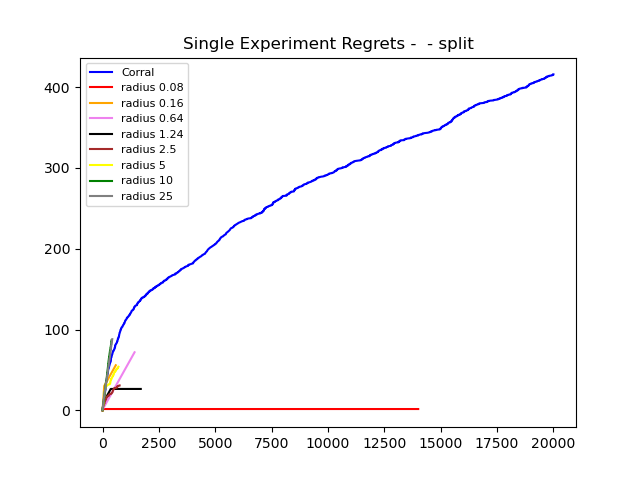 Single Experiment Regrets -  - split
Corral
radius 0.08
radius 0.16
radius 0.64
radius 1.24
radius 2.5
radius 5
radius 10
radius 25
400
300
200
100
0
0 2500 5000 7500 10000 12500 15000 17500 20000